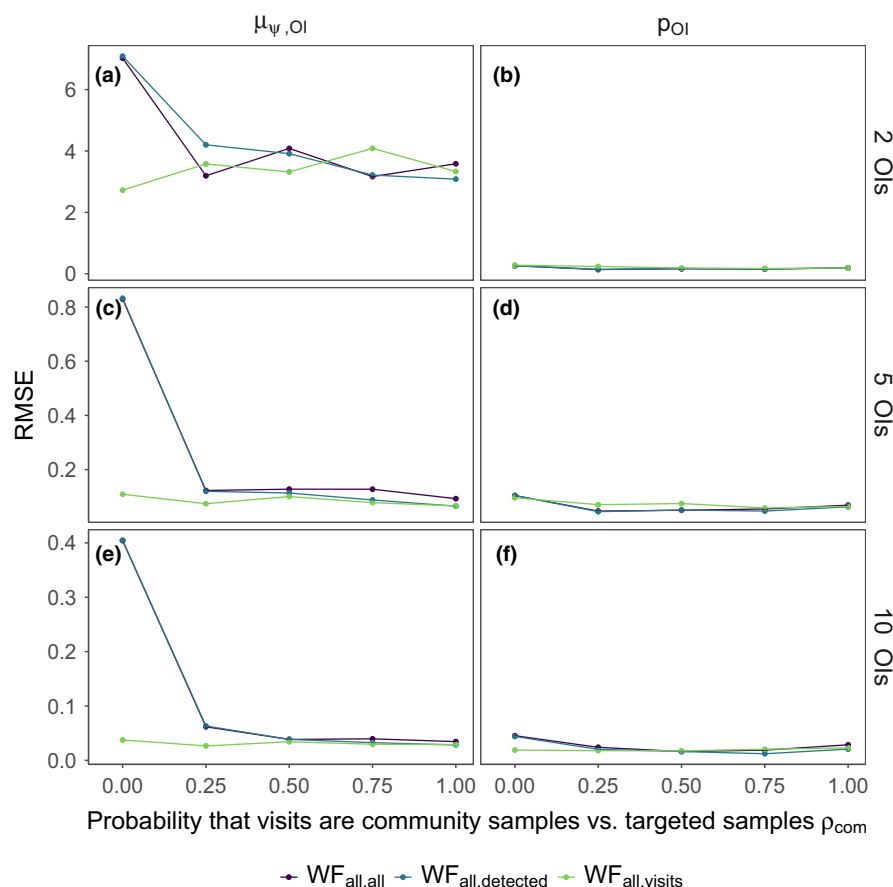 μψ,OI
pOI
(a)
(b)
6
4
2
0
2 OIs
(c)
(d)
0.8
0.6
0.4
0.2
5 OIs
RMSE
(e)
(f)
0.4
0.3
0.2
0.1
0.0
10 OIs
0.00 0.25 0.50 0.75 1.00
0.00 0.25 0.50 0.75 1.00
Probability that visits are community samples vs. targeted samples ρcom
WFall,all WFall,detected WFall,visits